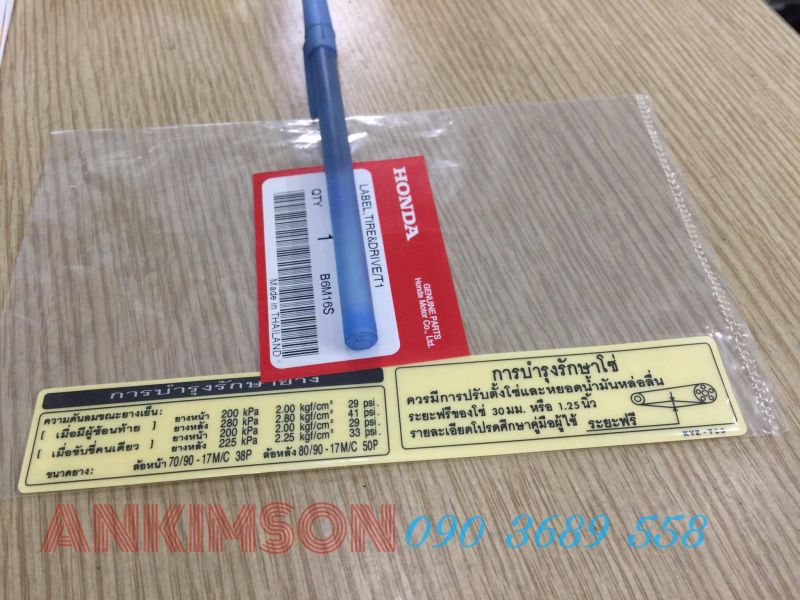 HONDA
GENUINE PARTS
Honda Motor Co., Ltd.
LABEL,TIRE&DRIVE/T1
QTY 1 B6M16S
Made in THAILAND
การบำรุงรักษายาง
ความดันลมขณะยางเย็น: ยางหน้า 200 kPa 2.00 kgf/cm² 29 psi.
[ เมื่อมีผู้ซ้อนท้าย ] ยางหลัง 280 kPa 2.80 kgf/cm² 41 psi.
ยางหน้า 200 kPa 2.00 kgf/cm² 29 psi.
[ เมื่อขับขี่คนเดียว ] ยางหลัง 225 kPa 2.25 kgf/cm² 33 psi.
ขนาดยาง: ล้อหน้า 70/90 - 17M/C 38P ล้อหลัง 80/90 - 17M/C 50P
การบำรุงรักษาโซ่
ควรมีการปรับตั้งโซ่และหยอดน้ำมันหล่อลื่น
ระยะฟรีของโซ่ 30 มม. หรือ 1.25 นิ้ว
รายละเอียดโปรดศึกษาคู่มือผู้ใช้ ระยะฟรี
ANKIMSON 090 3689 558